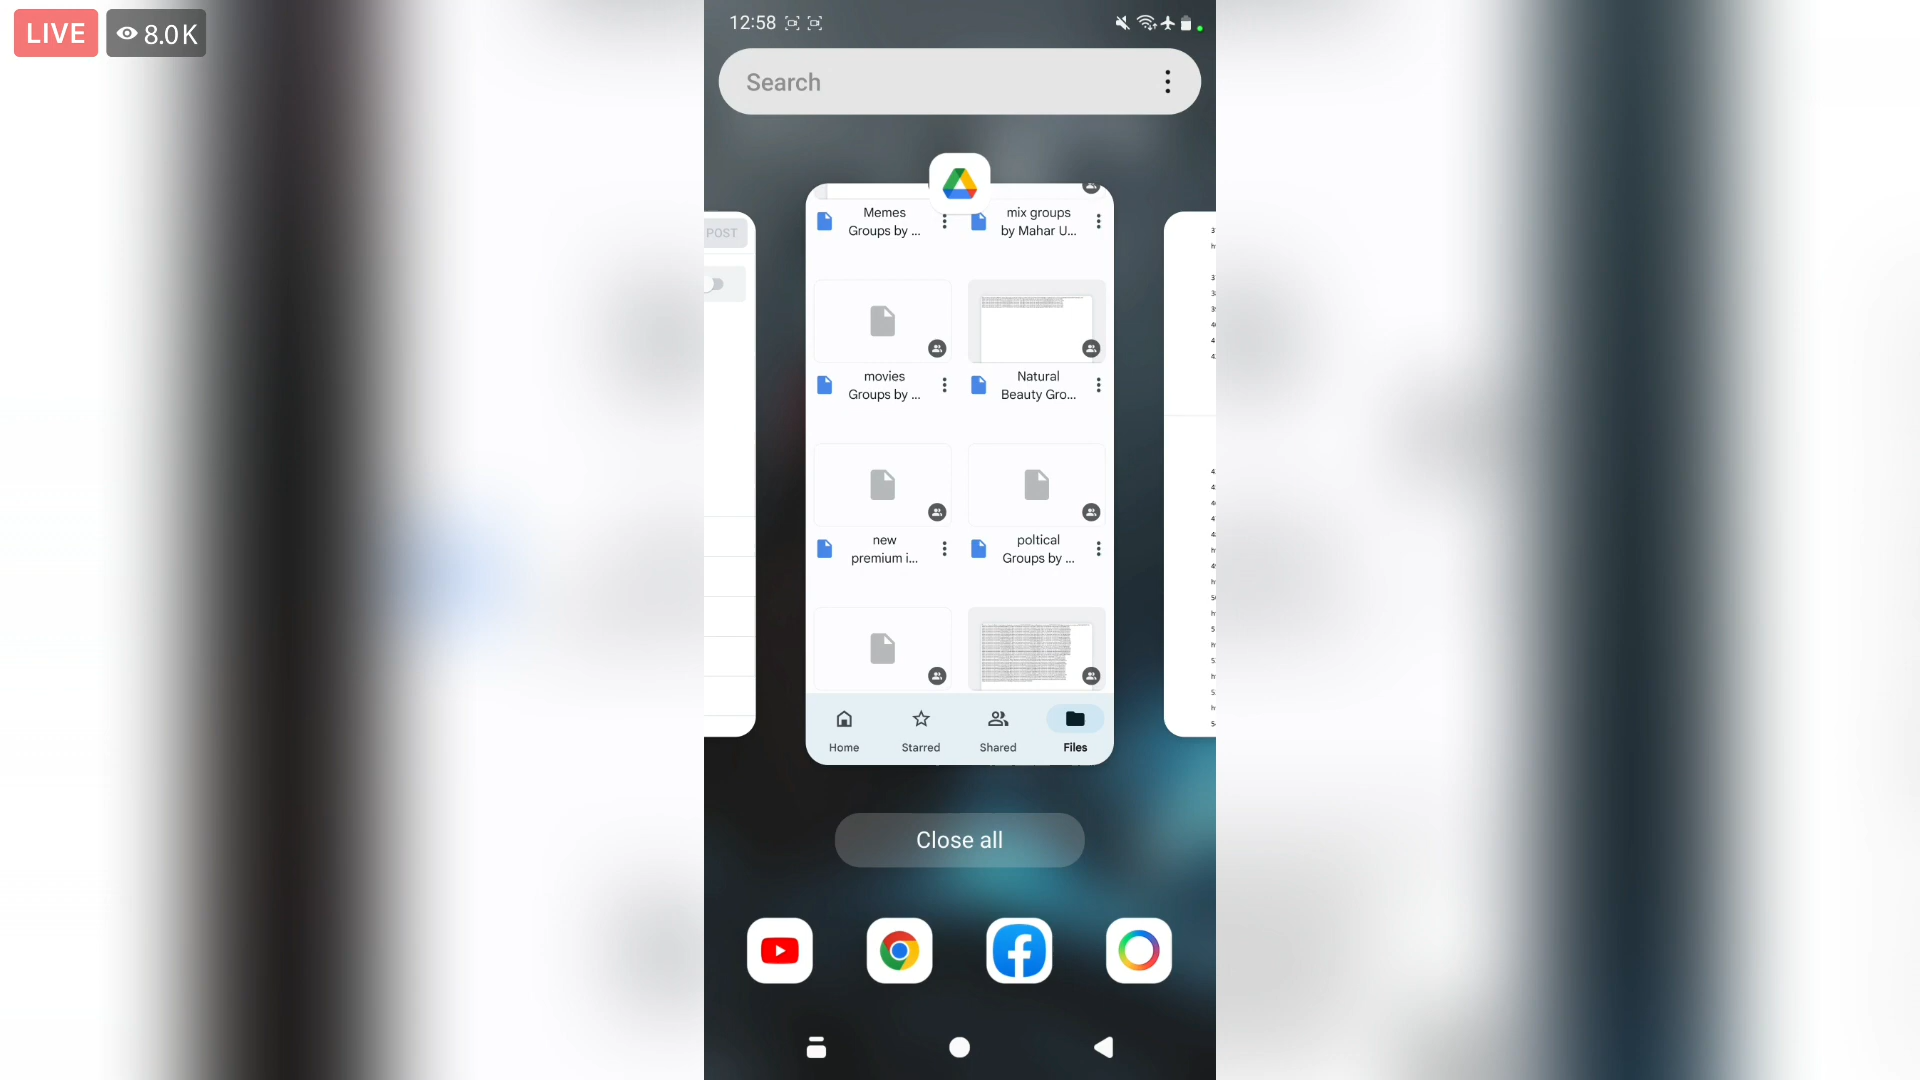 LIVE
8.0K
12:58
Search
Memes
Groups by ...
mix groups
by Mahar U...
POST
movies
Groups by ...
Natural
Beauty Gro...
new
premium i...
poltical
Groups by ...
Home
Starred
Shared
Files
Close all